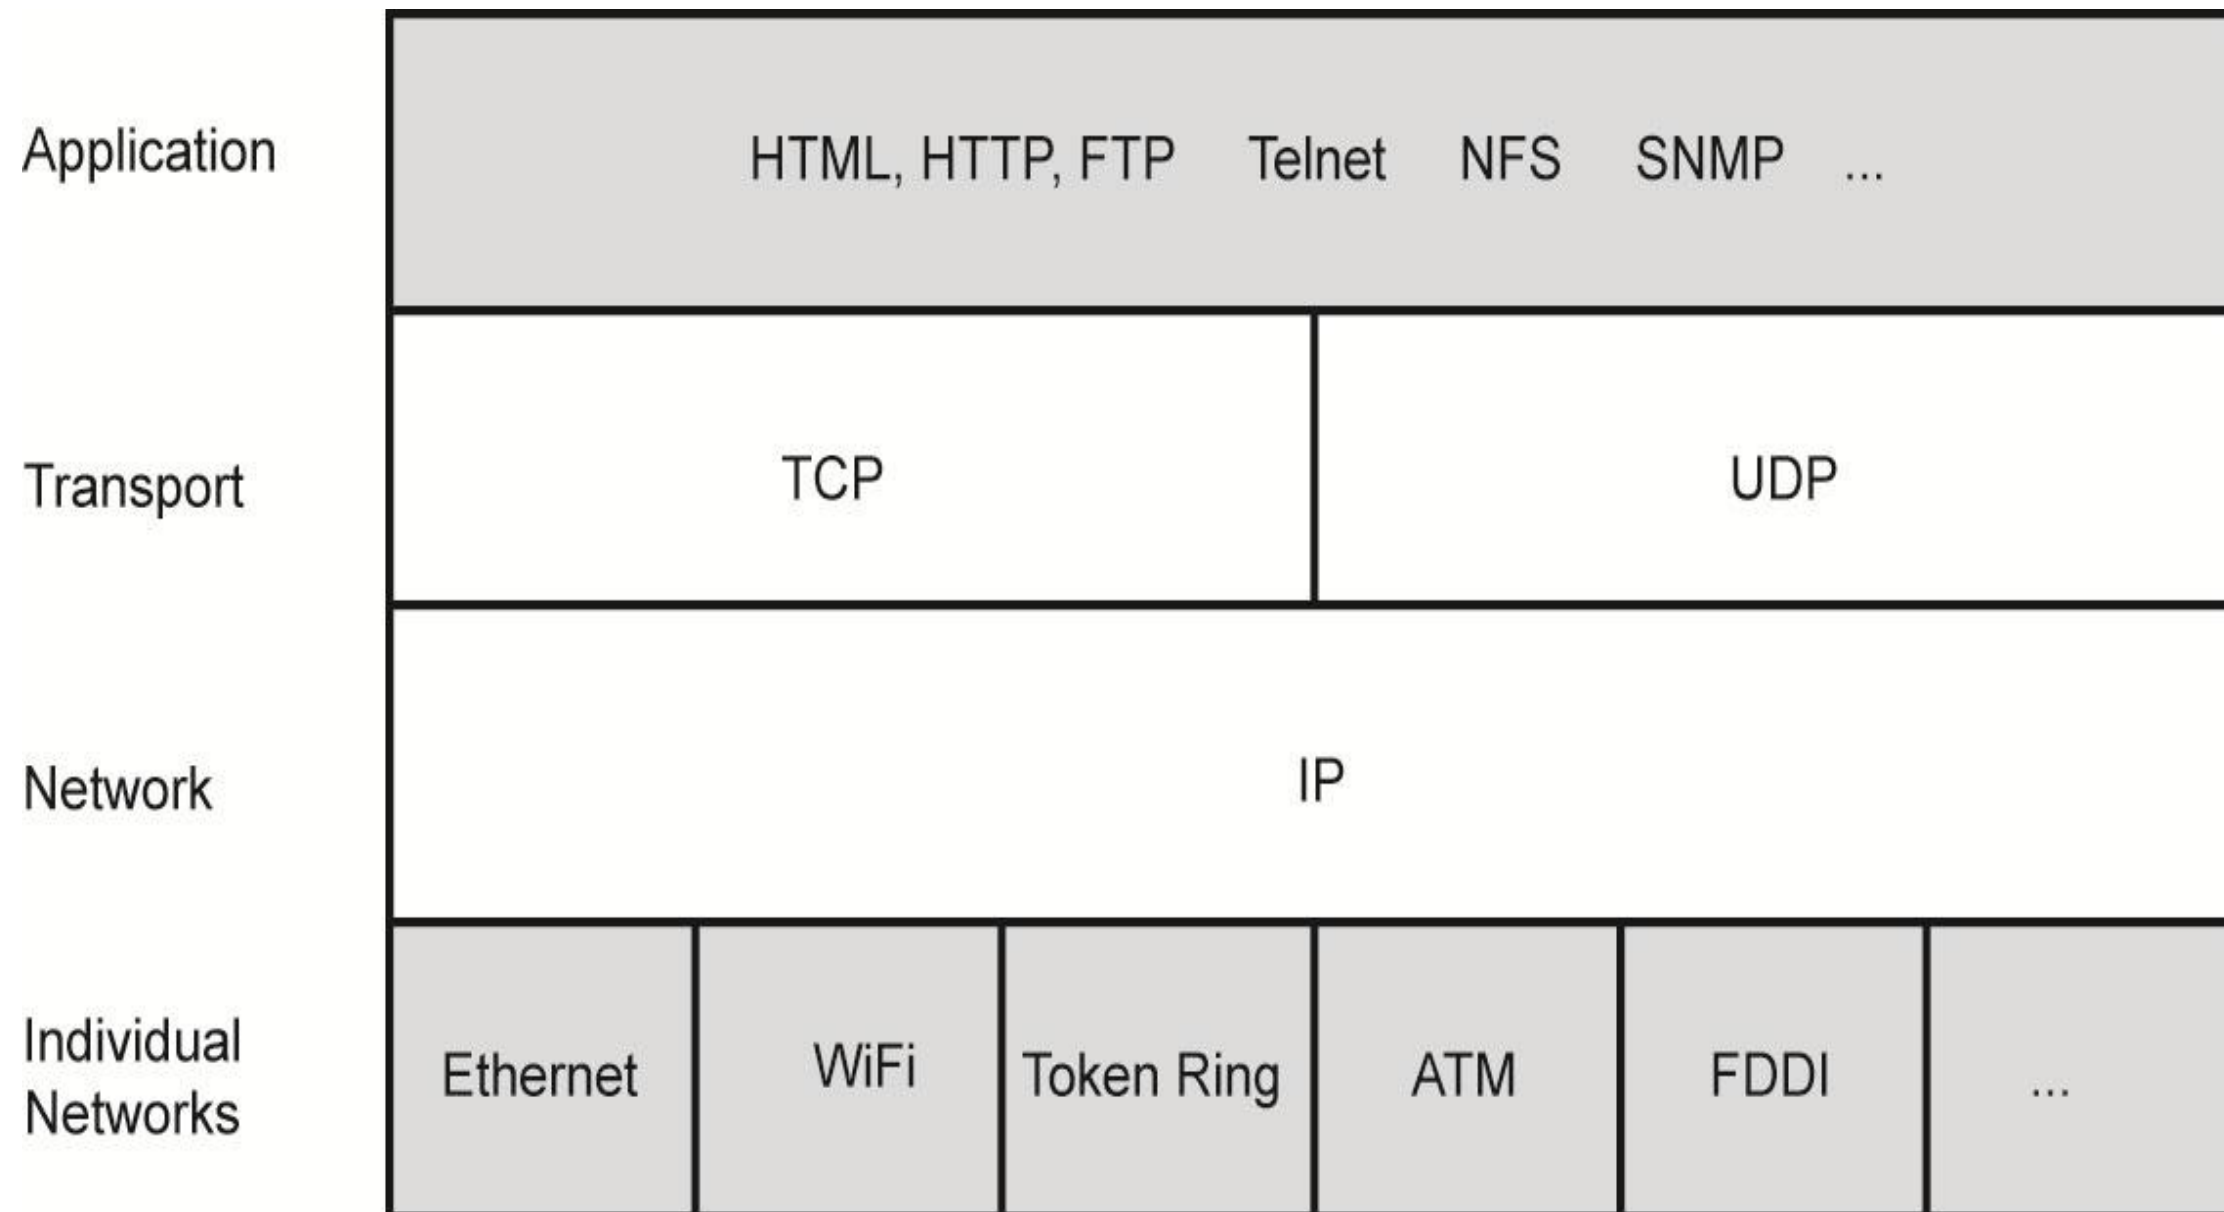 Application
HTML, HTTP, FTP Telnet NFS SNMP ...
Transport
TCP
UDP
Network
IP
Individual
Networks
Ethernet
WiFi
Token Ring
ATM
FDDI
...